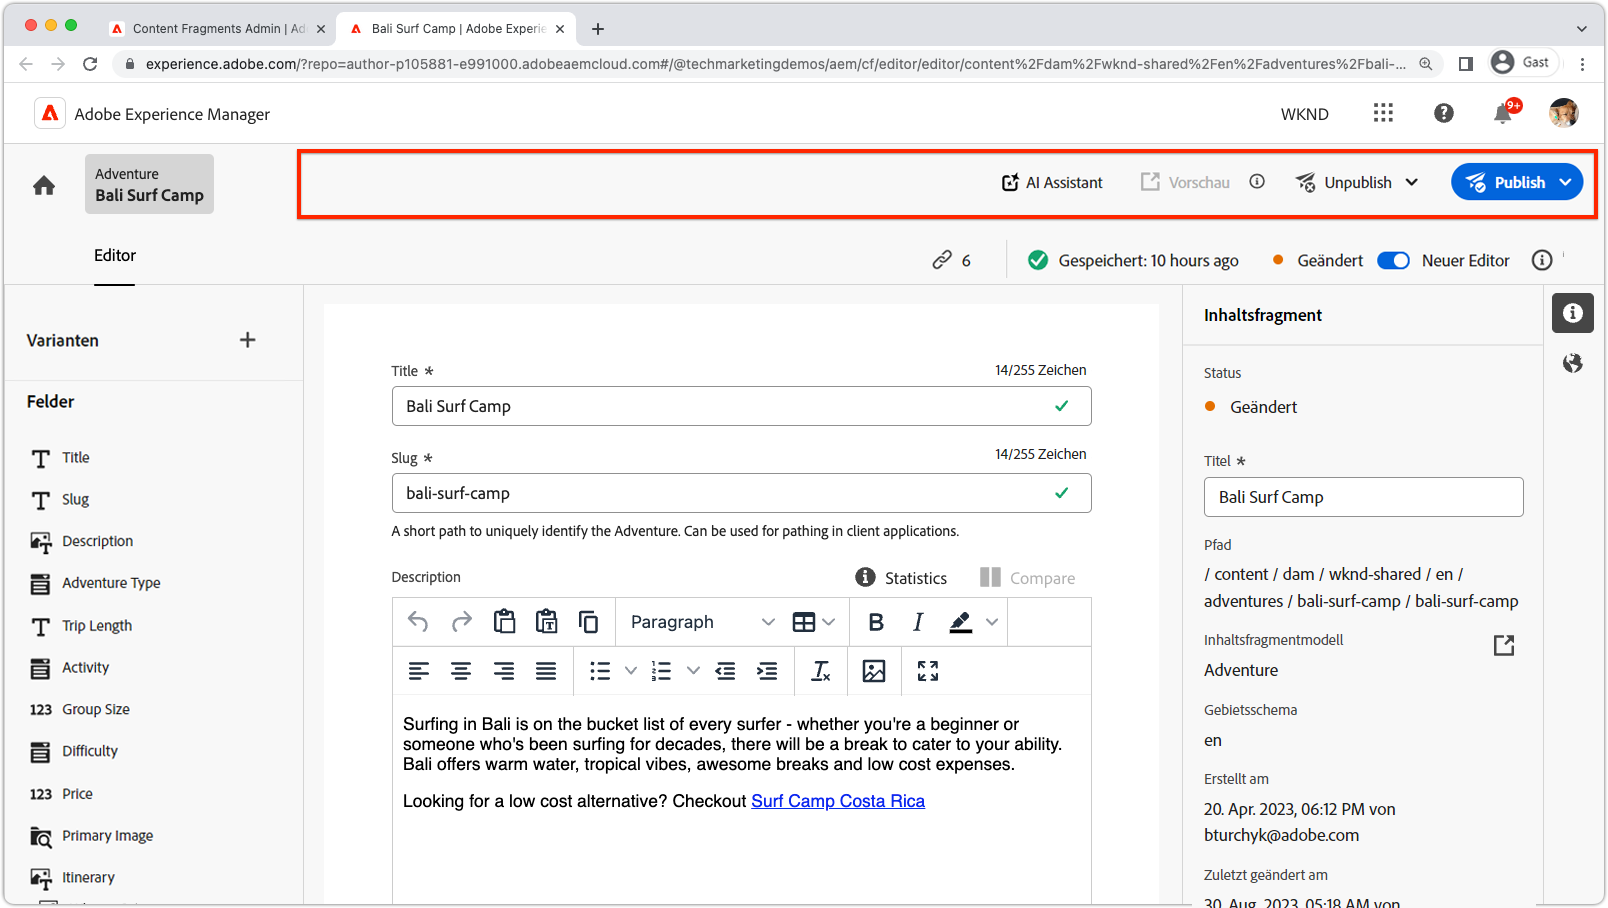 Content Fragments Admin | Ad
Bali Surf Camp | Adobe Experie
experience.adobe.com/?repo=author-p105881-e991000.adobeaemcloud.com#/@techmarketingdemos/aem/cf/editor/editor/content%2Fdam%2Fwknd-shared%2Fen%2Fadventures%2Fbali-...
Gast
Adobe Experience Manager
WKND
9+
Adventure
Bali Surf Camp
AI Assistant
Vorschau
Unpublish
Publish
Editor
6
Gespeichert: 10 hours ago
Geändert
Neuer Editor
Varianten
Felder
Title
Slug
Description
Adventure Type
Trip Length
Activity
123 Group Size
Difficulty
123 Price
Primary Image
Itinerary
Title *
14/255 Zeichen
Bali Surf Camp
Slug *
14/255 Zeichen
bali-surf-camp
A short path to uniquely identify the Adventure. Can be used for pathing in client applications.
Description
Statistics
Compare
Paragraph
Surfing in Bali is on the bucket list of every surfer - whether you're a beginner or
someone who's been surfing for decades, there will be a break to cater to your ability.
Bali offers warm water, tropical vibes, awesome breaks and low cost expenses.
Looking for a low cost alternative? Checkout Surf Camp Costa Rica
Inhaltsfragment
Status
Geändert
Titel *
Bali Surf Camp
Pfad
/ content / dam / wknd-shared / en /
adventures / bali-surf-camp / bali-surf-camp
Inhaltsfragmentmodell
Adventure
Gebietsschema
en
Erstellt am
20. Apr. 2023, 06:12 PM von
bturchyk@adobe.com
Zuletzt geändert am
30. Aug. 2023, 05:18 AM von